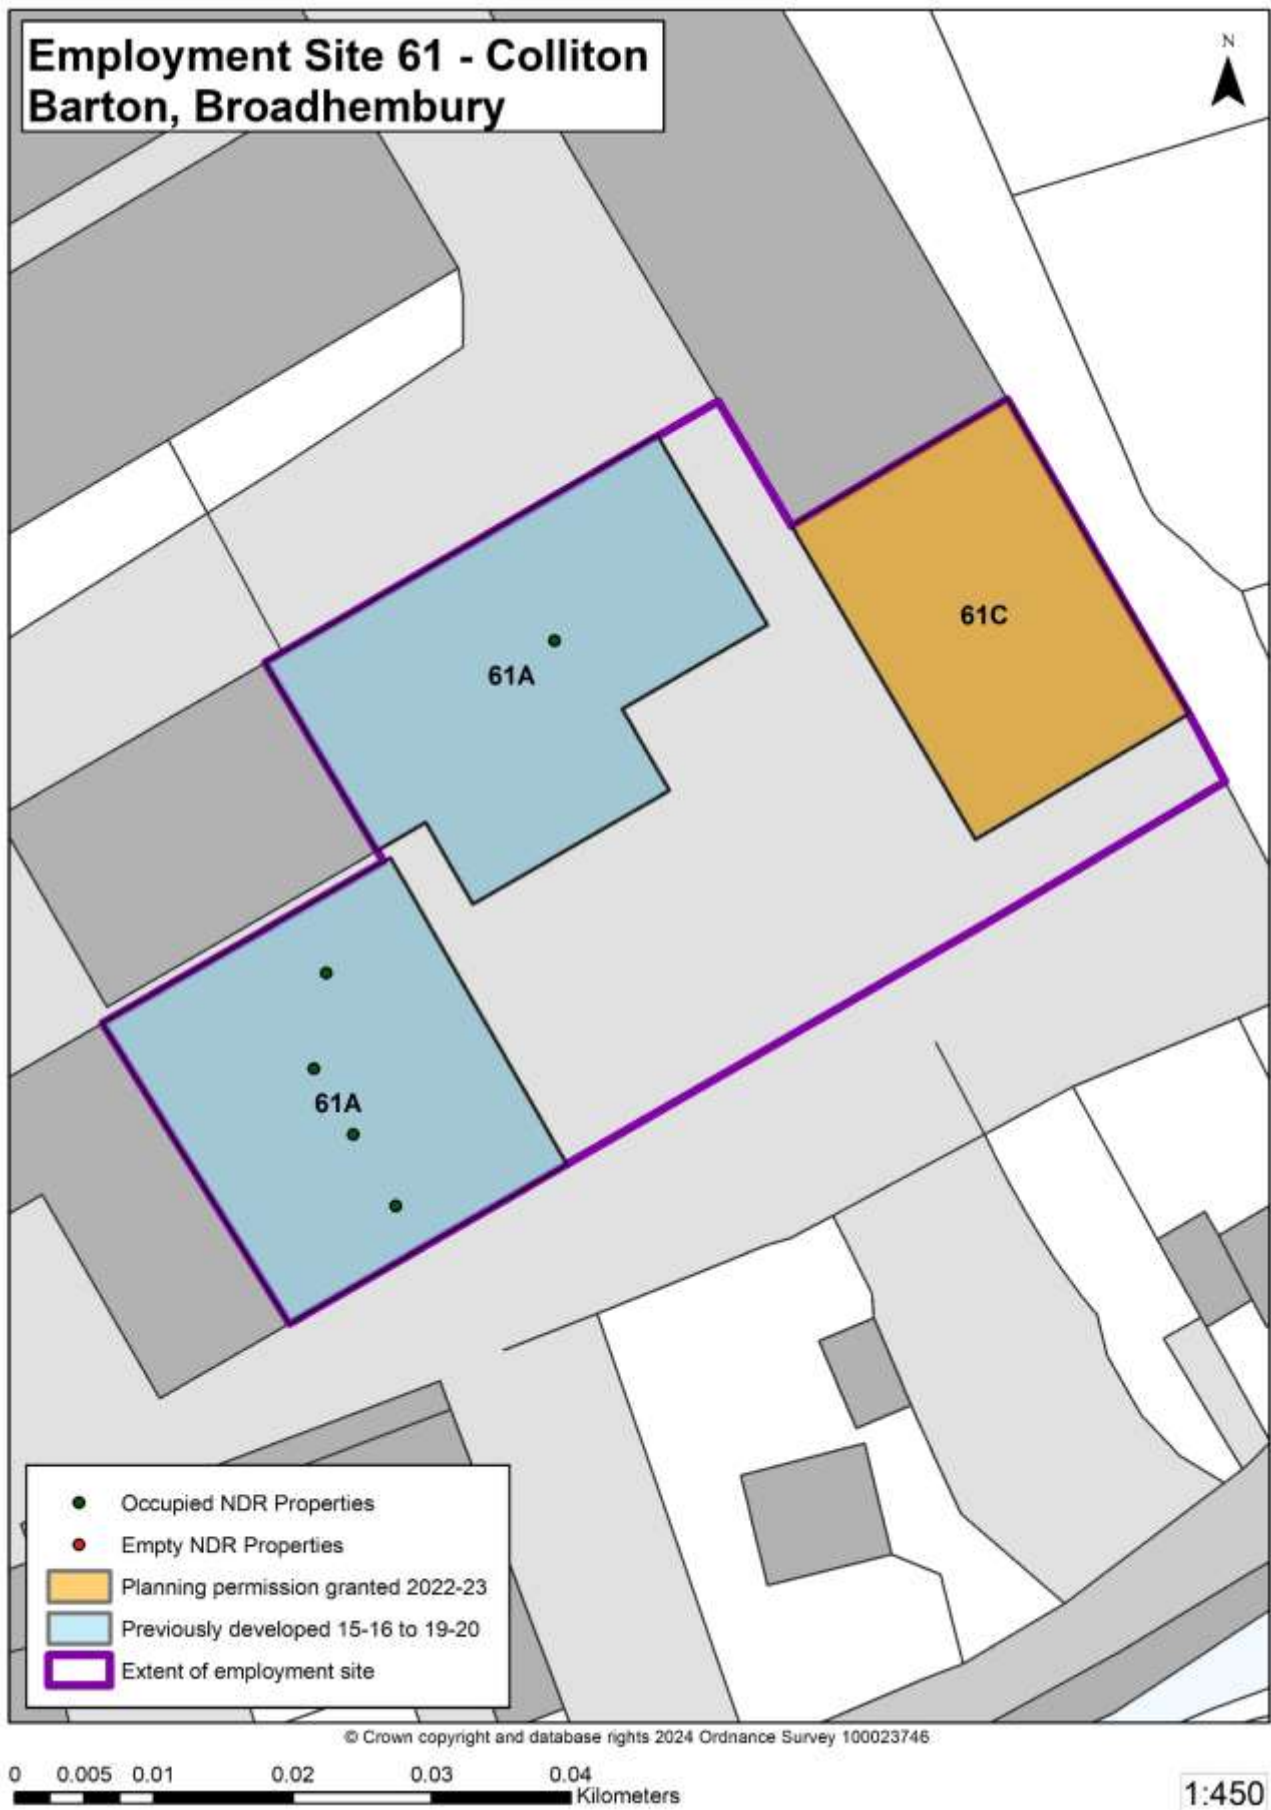 Employment Site 61 - Colliton
Barton, Broadhembury
N
61C
61A
61A
Occupied NDR Properties
Empty NDR Properties
Planning permission granted 2022-23
Previously developed 15-16 to 19-20
Extent of employment site
© Crown copyright and database rights 2024 Ordnance Survey 100023746
0 0.005 0.01 0.02 0.03 0.04
Kilometers
1:450